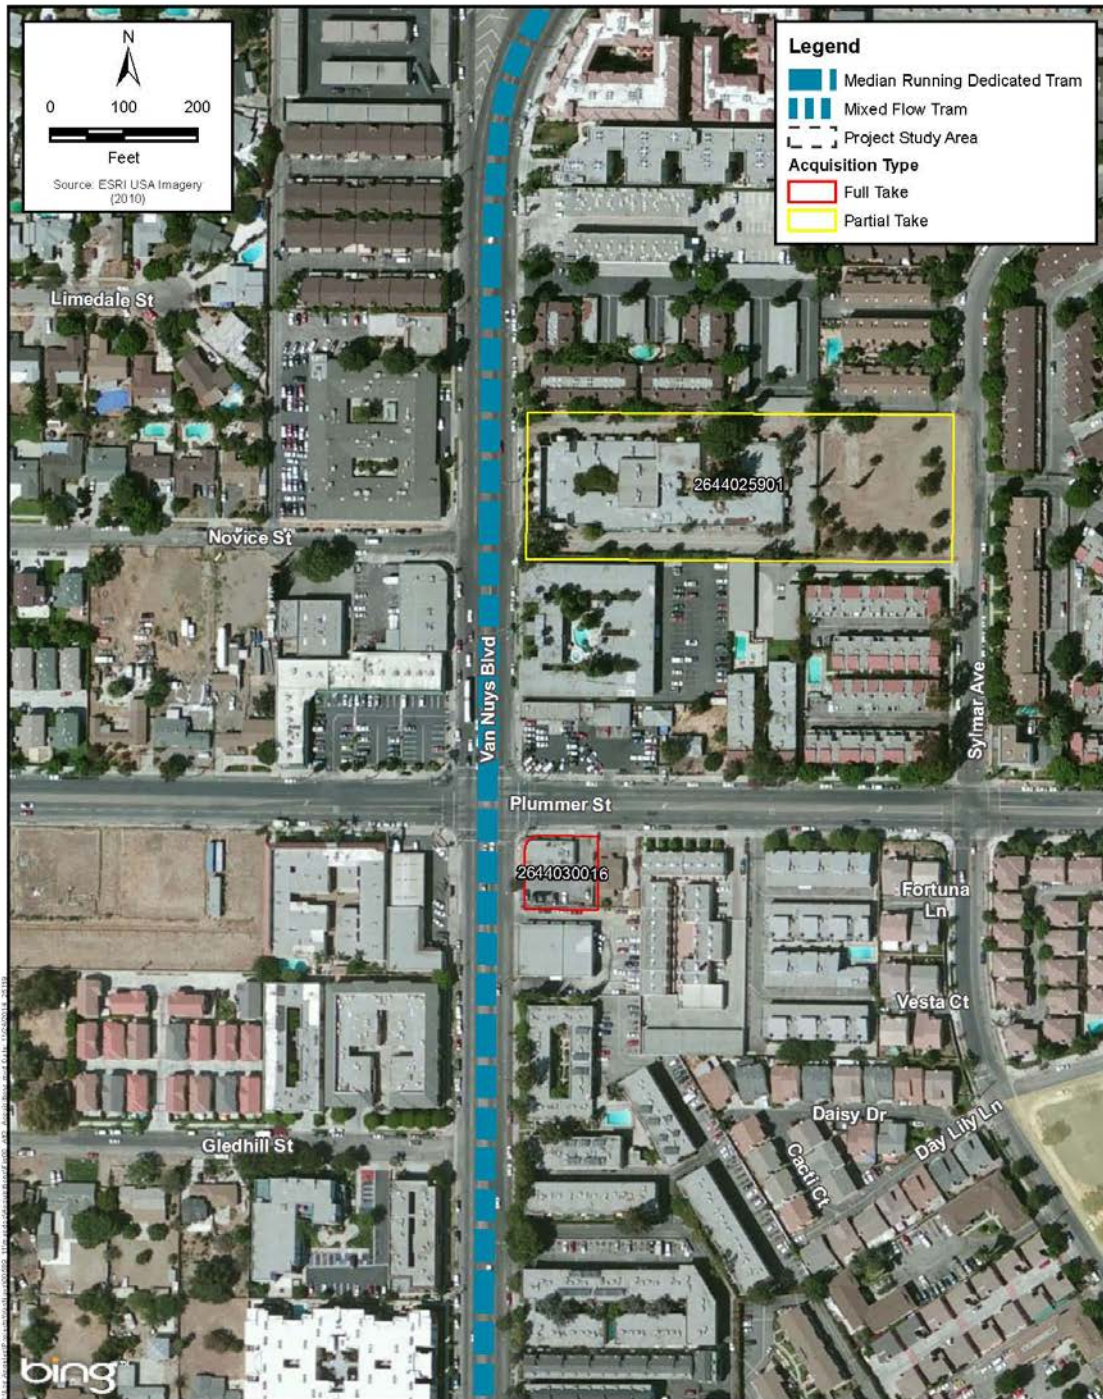 N
0 100 200
Feet
Source: ESRI USA Imagery
(2010)
Legend
Median Running Dedicated Tram
Mixed Flow Tram
Project Study Area
Acquisition Type
Full Take
Partial Take
Limedale St
2644025901
Novice St
Van Nuys Blvd
Sylmar Ave
Plummer St
2644030016
Fortuna
Ln
Vesta Ct
Daisy Dr
Day Lily Ln
Cacti Ct
Gledhill St
bing